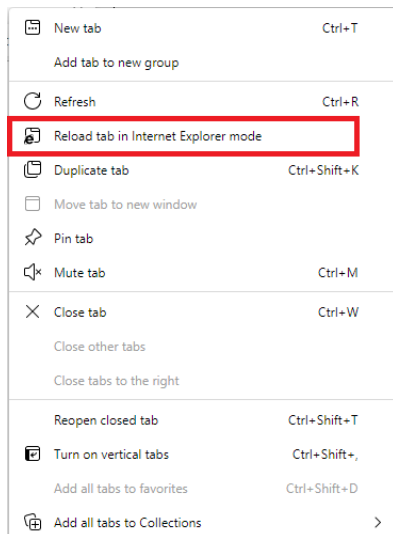 New tab Ctrl+T
Add tab to new group
Refresh Ctrl+R
Reload tab in Internet Explorer mode
Duplicate tab Ctrl+Shift+K
Move tab to new window
Pin tab
Mute tab Ctrl+M
Close tab Ctrl+W
Close other tabs
Close tabs to the right
Reopen closed tab Ctrl+Shift+T
Turn on vertical tabs Ctrl+Shift+,
Add all tabs to favorites Ctrl+Shift+D
Add all tabs to Collections